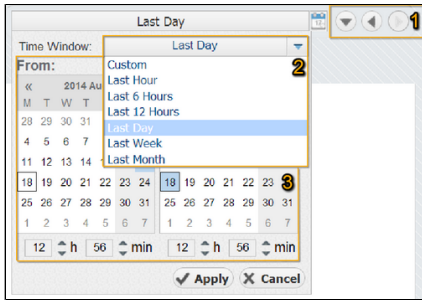 Last Day
1
Time Window: Last Day
2
From:
Custom
Last Hour
Last 6 Hours
Last 12 Hours
Last Day
Last Week
Last Month
« 2014 Au
M T W T
28 29 30 31
4 5 6 7
11 12 13 14
18 19 20 21 22 23 24 18 19 20 21 22 23 3
25 26 27 28 29 30 31 25 26 27 28 29 30 31
1 2 3 4 5 6 7 1 2 3 4 5 6 7
12 h 56 min 12 h 56 min
Apply Cancel